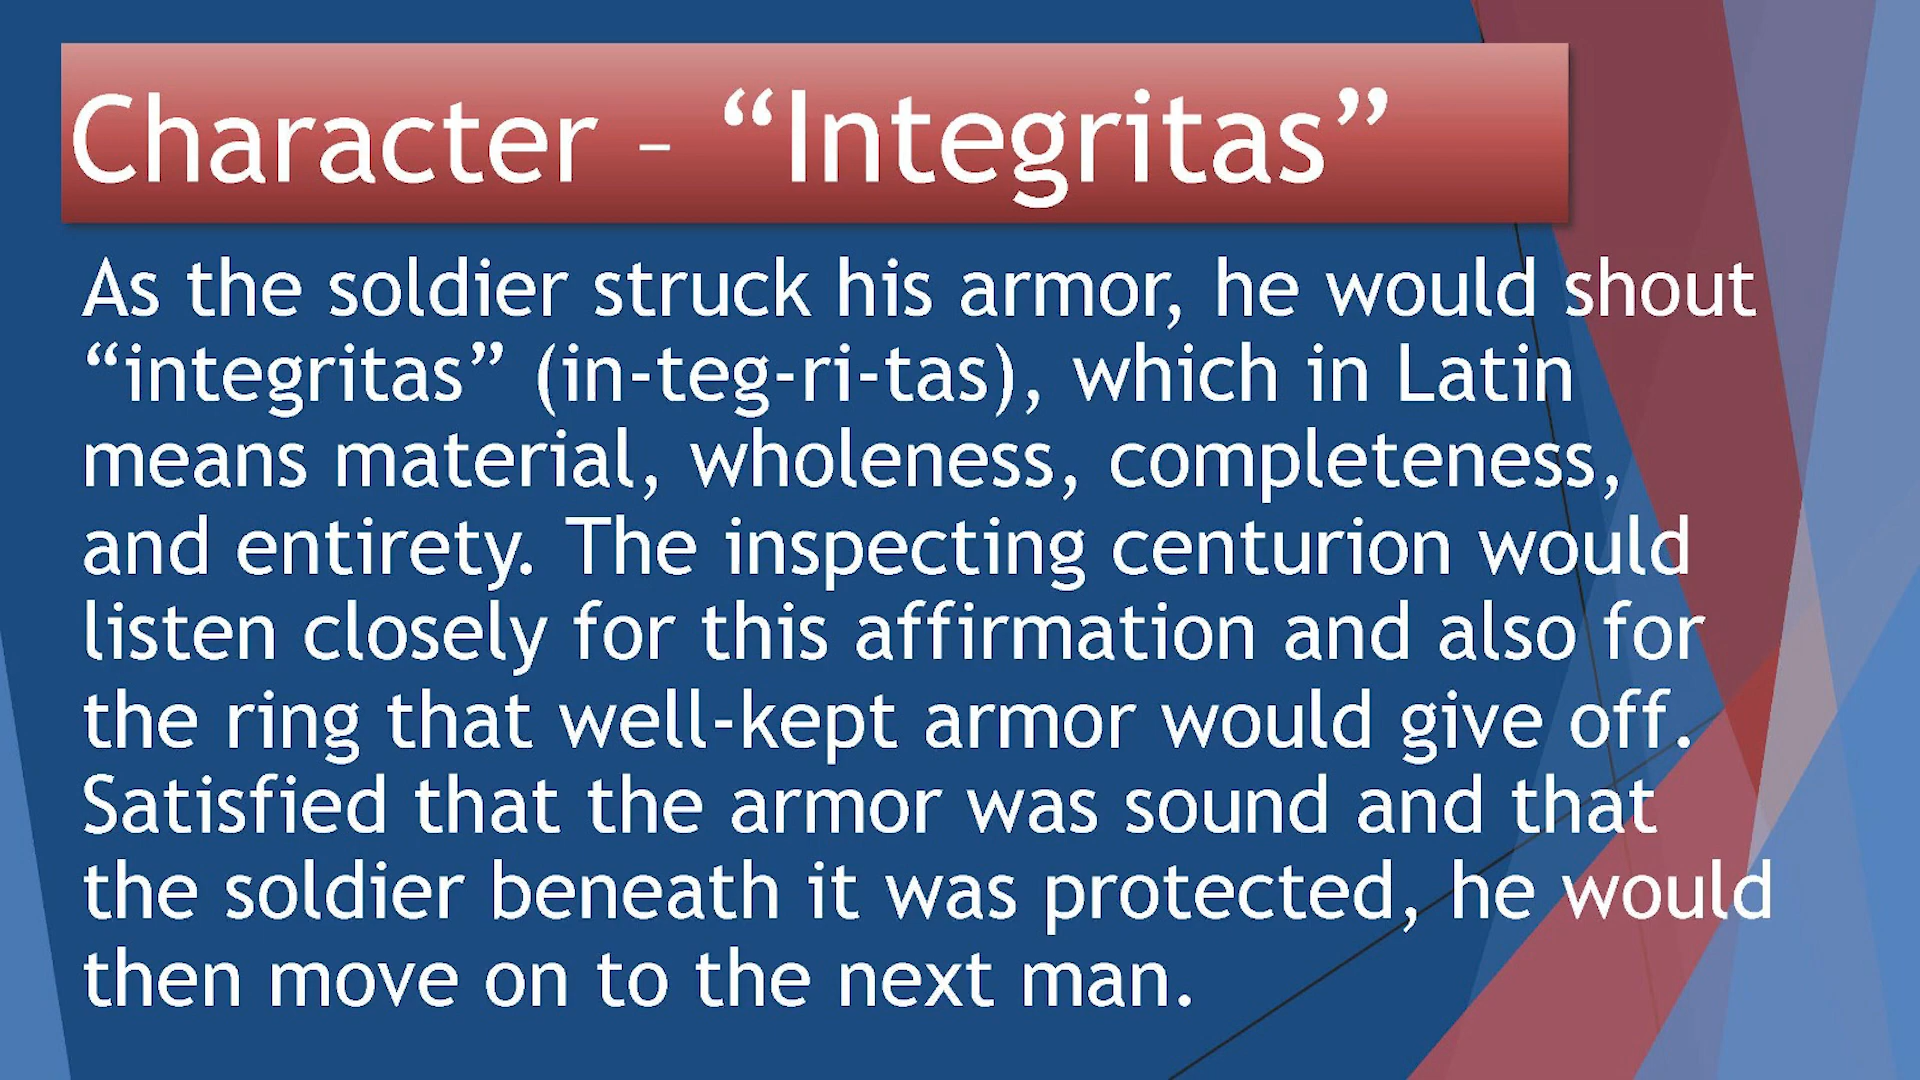 Character – “Integritas”
As the soldier struck his armor, he would shout
“integritas” (in-teg-ri-tas), which in Latin
means material, wholeness, completeness,
and entirety. The inspecting centurion would
listen closely for this affirmation and also for
the ring that well-kept armor would give off.
Satisfied that the armor was sound and that
the soldier beneath it was protected, he would
then move on to the next man.